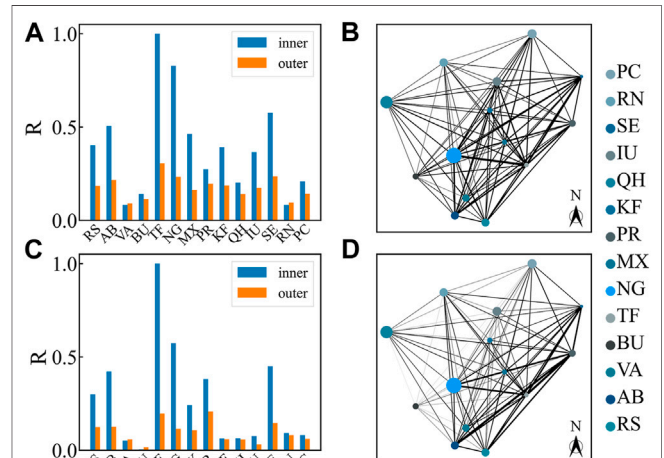 A
1.0
0.5
0.0
R
inner
outer
RS AB VA BU TF NG MX PR KF QH IU SE RN PC
B
N
PC
RN
SE
IU
QH
KF
PR
MX
NG
TF
BU
VA
AB
RS
C
1.0
0.5
0.0
R
inner
outer
D
N